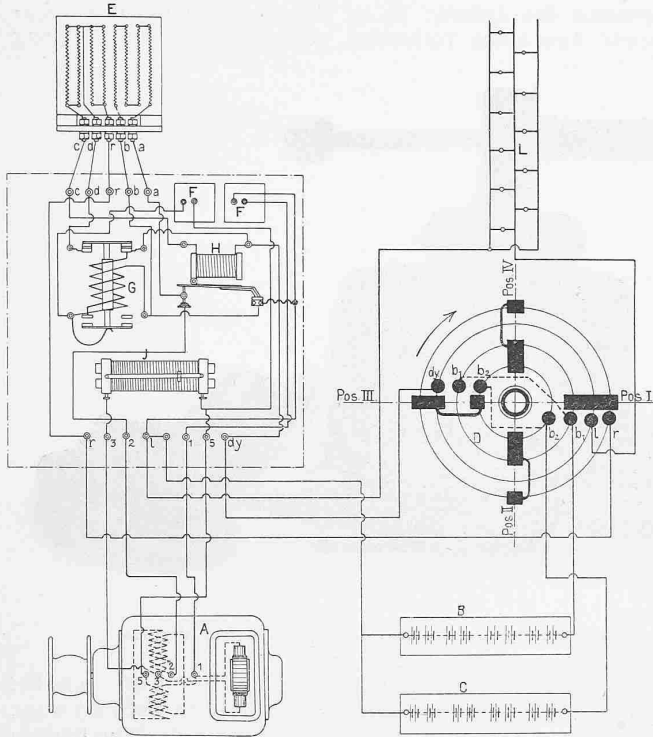 E
c d r b a
c d r b a
F F
H
G
J
r 3 2 l 1 5 dy
A
5 3 2 1
L
Pos. IV
Pos. III
Pos. I
Pos. II
dy b₁ b₂
D
b₂ b₁ l r
B
C